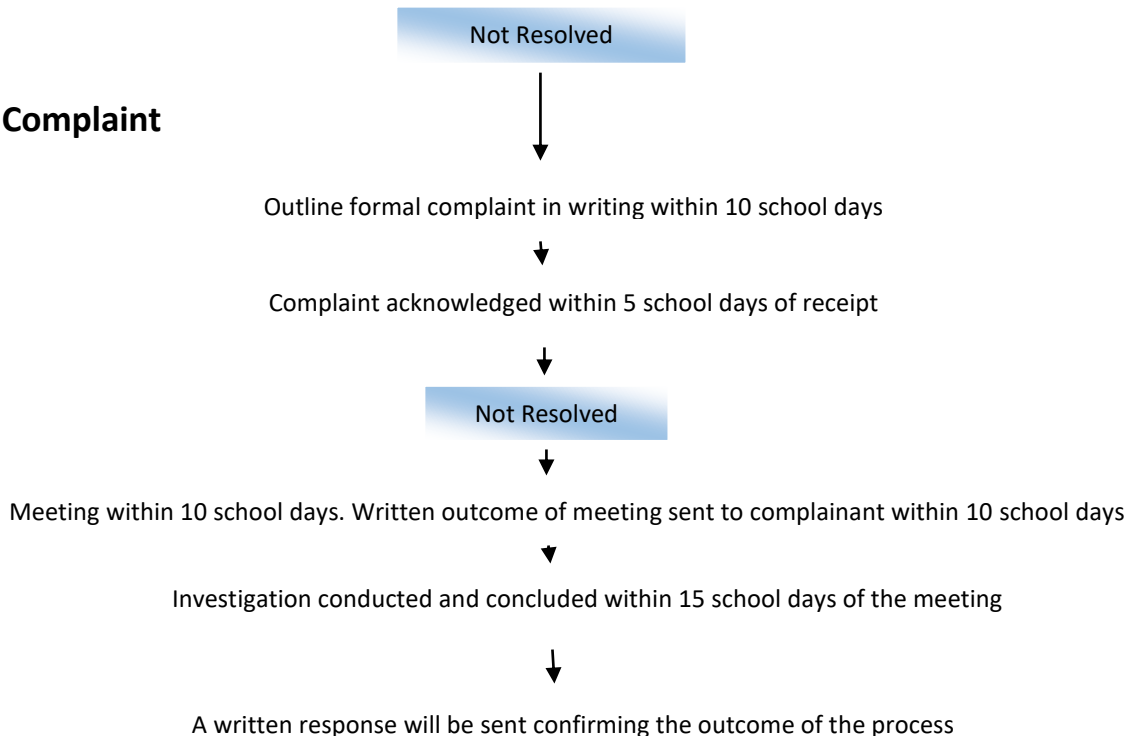 Not Resolved
Complaint
Outline formal complaint in writing within 10 school days
Complaint acknowledged within 5 school days of receipt
Not Resolved
Meeting within 10 school days. Written outcome of meeting sent to complainant within 10 school days
Investigation conducted and concluded within 15 school days of the meeting
A written response will be sent confirming the outcome of the process